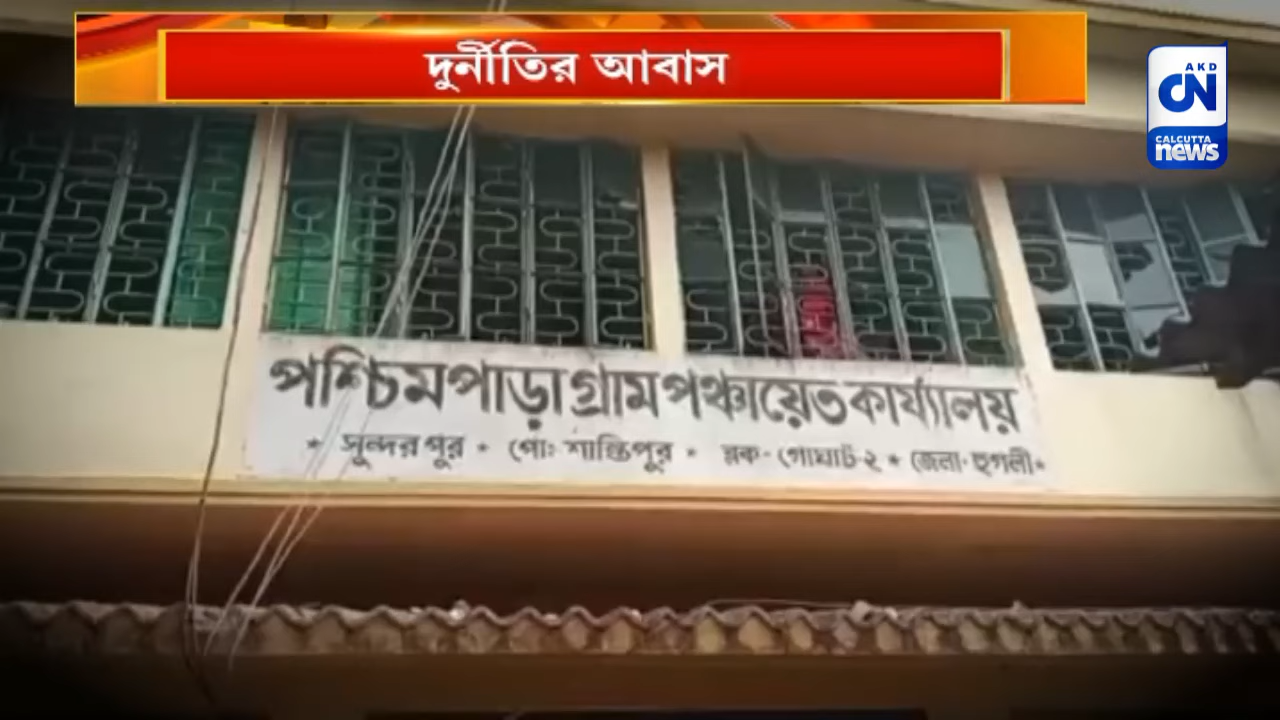 দুর্নীতির আবাস
AKD
CN
CALCUTTA
news
পশ্চিমপাড়া গ্রাম পঞ্চায়েত কার্য্যালয়
* সুন্দরপুর * পোঃ শান্তিপুর * ব্লক-গোঘাট-২ * জেলা-হুগলী*